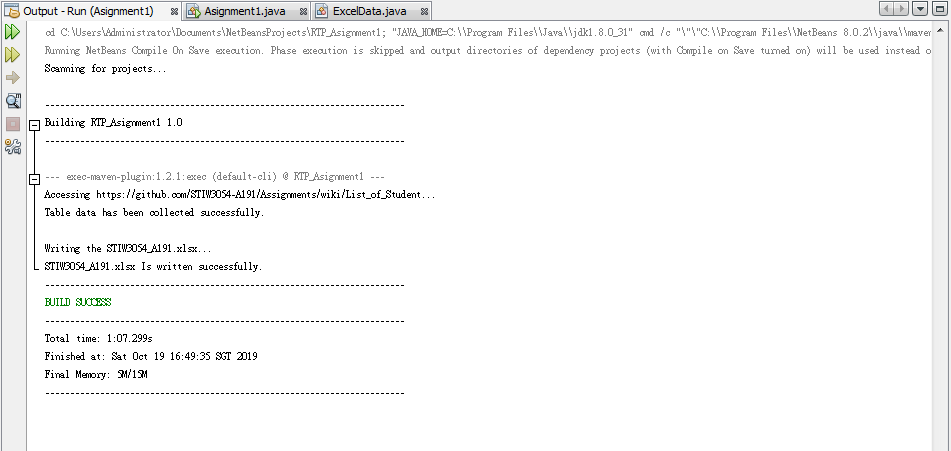 Output - Run (Asignment1)
Asignment1.java
ExcelData.java
cd C:\Users\Administrator\Documents\NetBeansProjects\RTP_Asignment1; "JAVA_HOME=C:\\Program Files\\Java\\jdk1.8.0_31" cmd /c "\"\"C:\\Program Files\\NetBeans 8.0.2\\java\\maven
Running NetBeans Compile On Save execution. Phase execution is skipped and output directories of dependency projects (with Compile on Save turned on) will be used instead o
Scanning for projects...
------------------------------------------------------------------------
Building RTP_Asignment1 1.0
------------------------------------------------------------------------
--- exec-maven-plugin:1.2.1:exec (default-cli) @ RTP_Asignment1 ---
Accessing https://github.com/STIW3054-A191/Assignments/wiki/List_of_Student...
Table data has been collected successfully.
Writing the STIW3054_A191.xlsx...
STIW3054_A191.xlsx Is written successfully.
------------------------------------------------------------------------
BUILD SUCCESS
------------------------------------------------------------------------
Total time: 1:07.299s
Finished at: Sat Oct 19 16:49:35 SGT 2019
Final Memory: 5M/15M
------------------------------------------------------------------------